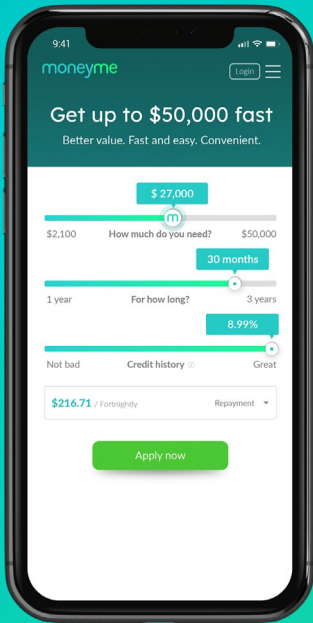 9:41
moneyme
Login
Get up to $50,000 fast
Better value. Fast and easy. Convenient.
$ 27,000
m
$2,100 How much do you need? $50,000
30 months
1 year For how long? 3 years
8.99%
Not bad Credit history Great
$216.71 / Fortnightly Repayment
Apply now